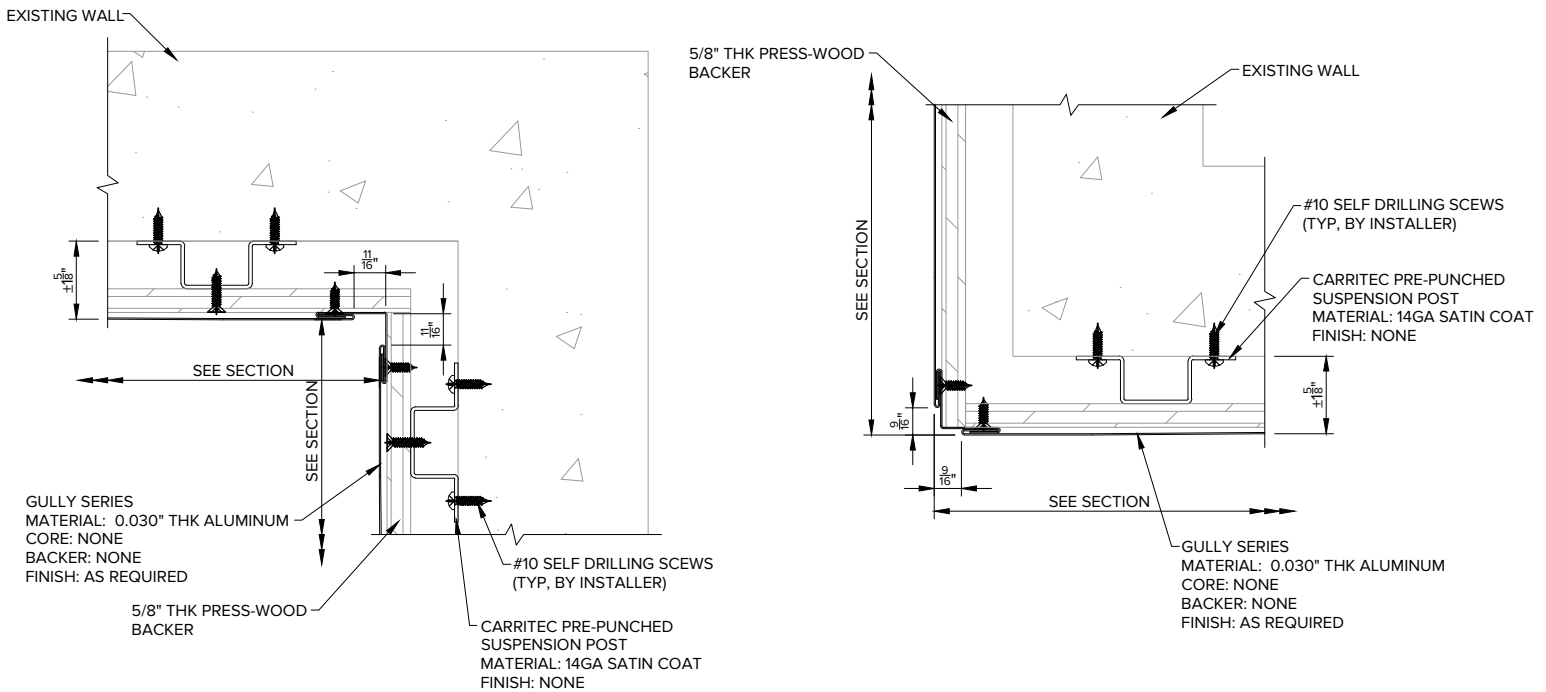 EXISTING WALL
±1 5/8"
11/16"
11/16"
SEE SECTION
SEE SECTION
GULLY SERIES
MATERIAL: 0.030" THK ALUMINUM
CORE: NONE
BACKER: NONE
FINISH: AS REQUIRED
5/8" THK PRESS-WOOD
BACKER
#10 SELF DRILLING SCEWS
(TYP, BY INSTALLER)
CARRITEC PRE-PUNCHED
SUSPENSION POST
MATERIAL: 14GA SATIN COAT
FINISH: NONE
5/8" THK PRESS-WOOD
BACKER
EXISTING WALL
SEE SECTION
#10 SELF DRILLING SCEWS
(TYP, BY INSTALLER)
CARRITEC PRE-PUNCHED
SUSPENSION POST
MATERIAL: 14GA SATIN COAT
FINISH: NONE
±1 5/8"
9/16"
9/16"
SEE SECTION
GULLY SERIES
MATERIAL: 0.030" THK ALUMINUM
CORE: NONE
BACKER: NONE
FINISH: AS REQUIRED